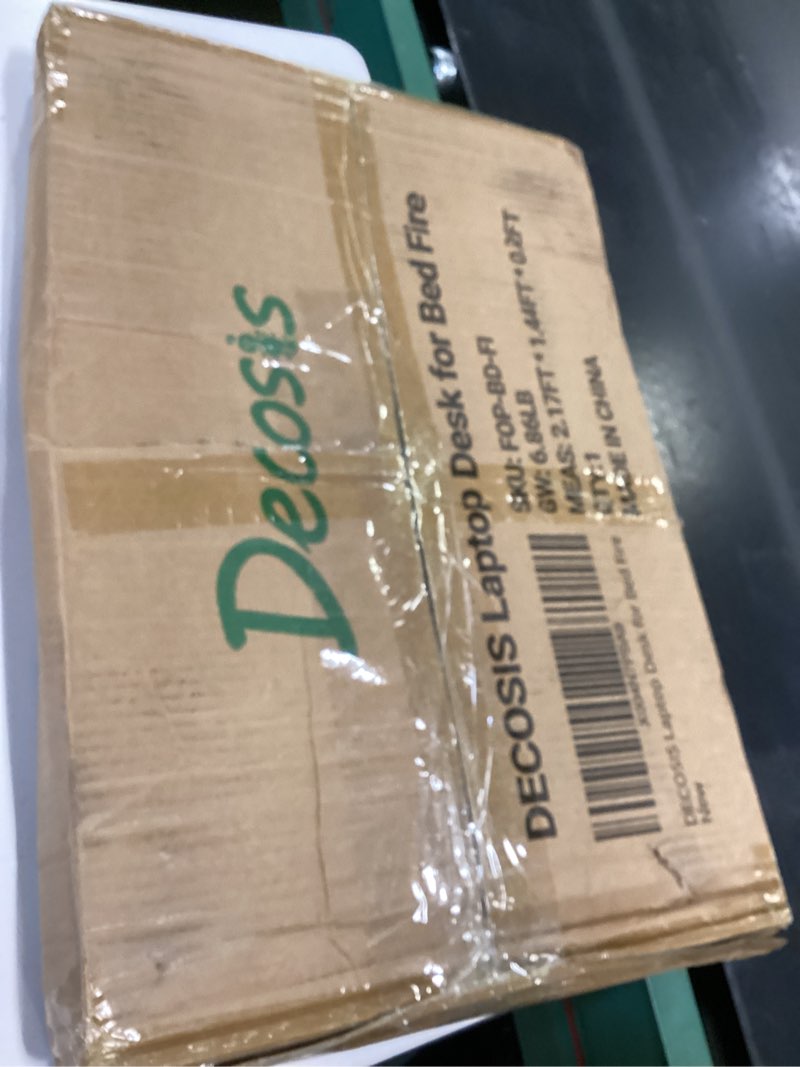 Decosis
DECOSIS Laptop Desk for Bed Fire
SKU: FOP-BD-FI
GW: 6.86LB
MEAS: 2.17FT*1.44FT*0.2FT
QTY: 1
MADE IN CHINA
DECOSIS Laptop Desk for Bed Fire
New